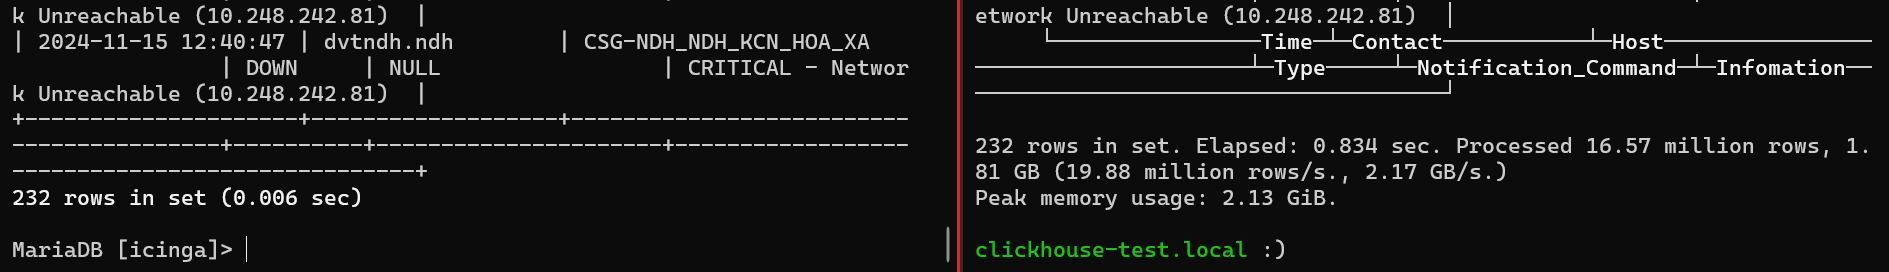 k Unreachable (10.248.242.81)  |
| 2024-11-15 12:40:47 | dvtndh.ndh        | CSG-NDH_NDH_KCN_HOA_XA
                | DOWN     | NULL                 | CRITICAL - Networ
k Unreachable (10.248.242.81)  |
+---------------------+-------------------+--------------------------
----------------+----------+----------------------+------------------
-------------------------------+
232 rows in set (0.006 sec)
MariaDB [icinga]>
etwork Unreachable (10.248.242.81)  │
└────────────────Time─┴─Contact───────────┴─Host────────────────
─────────────────────┴─Type─────┴─Notification_Command─┴─Infomation──
────────────────────────────────────┘
232 rows in set. Elapsed: 0.834 sec. Processed 16.57 million rows, 1.
81 GB (19.88 million rows/s., 2.17 GB/s.)
Peak memory usage: 2.13 GiB.
clickhouse-test.local :)